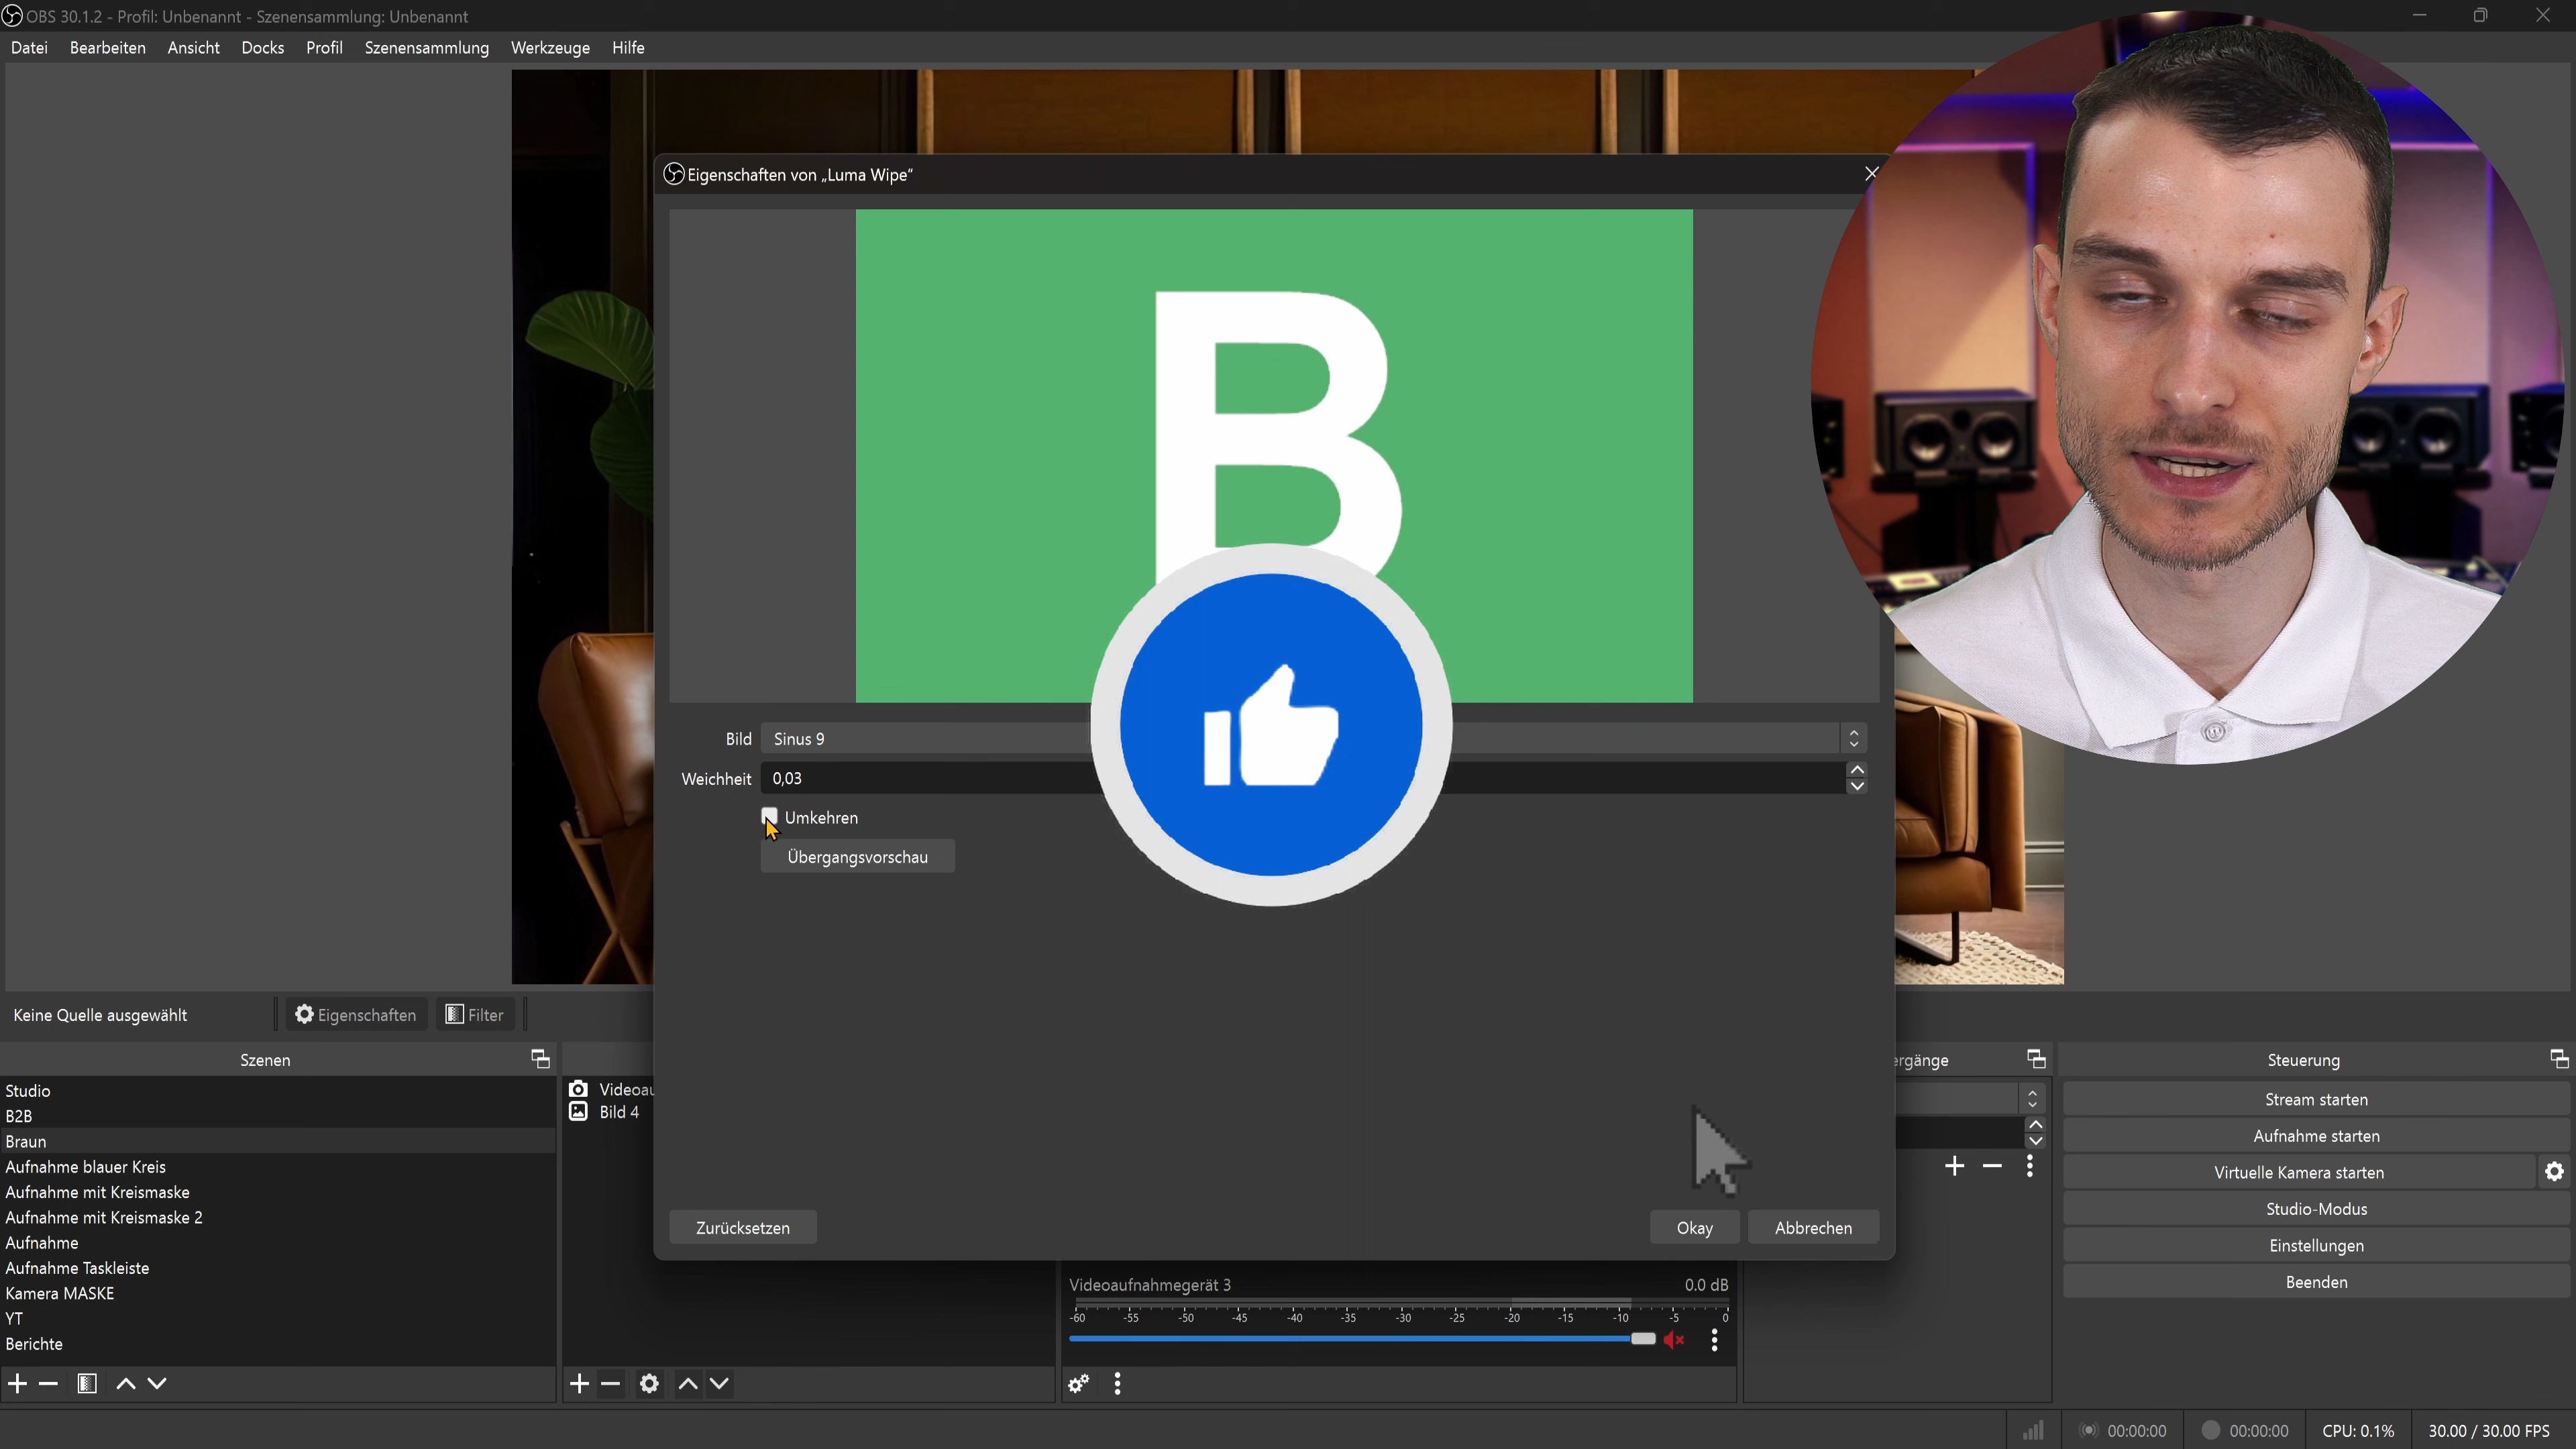 OBS 30.1.2 - Profil: Unbenannt - Szenensammlung: Unbenannt
Datei Bearbeiten Ansicht Docks Profil Szenensammlung Werkzeuge Hilfe
Eigenschaften von „Luma Wipe“
B
Bild Sinus 9
Weichheit 0,03
Umkehren
Übergangsvorschau
Zurücksetzen Okay Abbrechen
Keine Quelle ausgewählt Eigenschaften Filter
Szenen
Studio
B2B
Braun
Aufnahme blauer Kreis
Aufnahme mit Kreismaske
Aufnahme mit Kreismaske 2
Aufnahme
Aufnahme Taskleiste
Kamera MASKE
YT
Berichte
Videoau
Bild 4
Videoaufnahmegerät 3 0.0 dB
-60 -55 -50 -45 -40 -35 -30 -25 -20 -15 -10 -5 0
ergänge
Steuerung
Stream starten
Aufnahme starten
Virtuelle Kamera starten
Studio-Modus
Einstellungen
Beenden
00:00:00 00:00:00 CPU: 0.1% 30.00 / 30.00 FPS